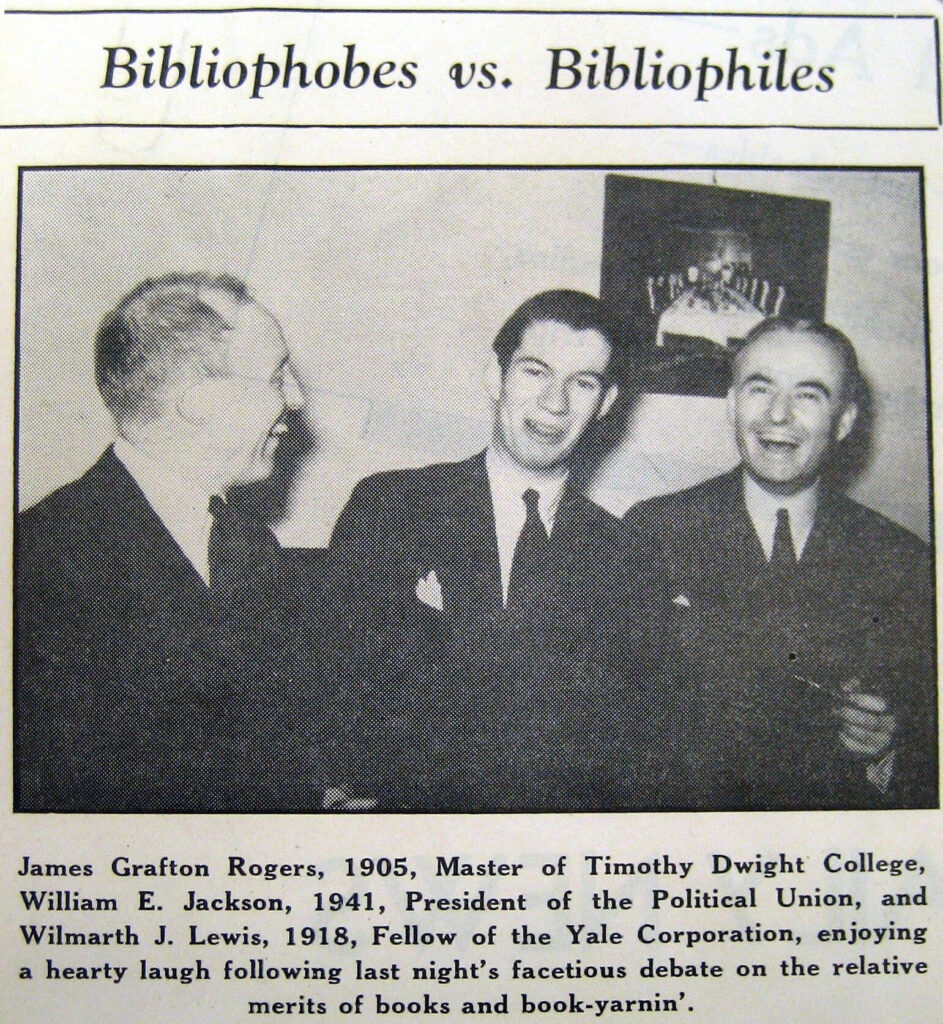 Bibliophobes vs. Bibliophiles
James Grafton Rogers, 1905, Master of Timothy Dwight College,
William E. Jackson, 1941, President of the Political Union, and
Wilmarth J. Lewis, 1918, Fellow of the Yale Corporation, enjoying
a hearty laugh following last night's facetious debate on the relative
merits of books and book-yarnin'.